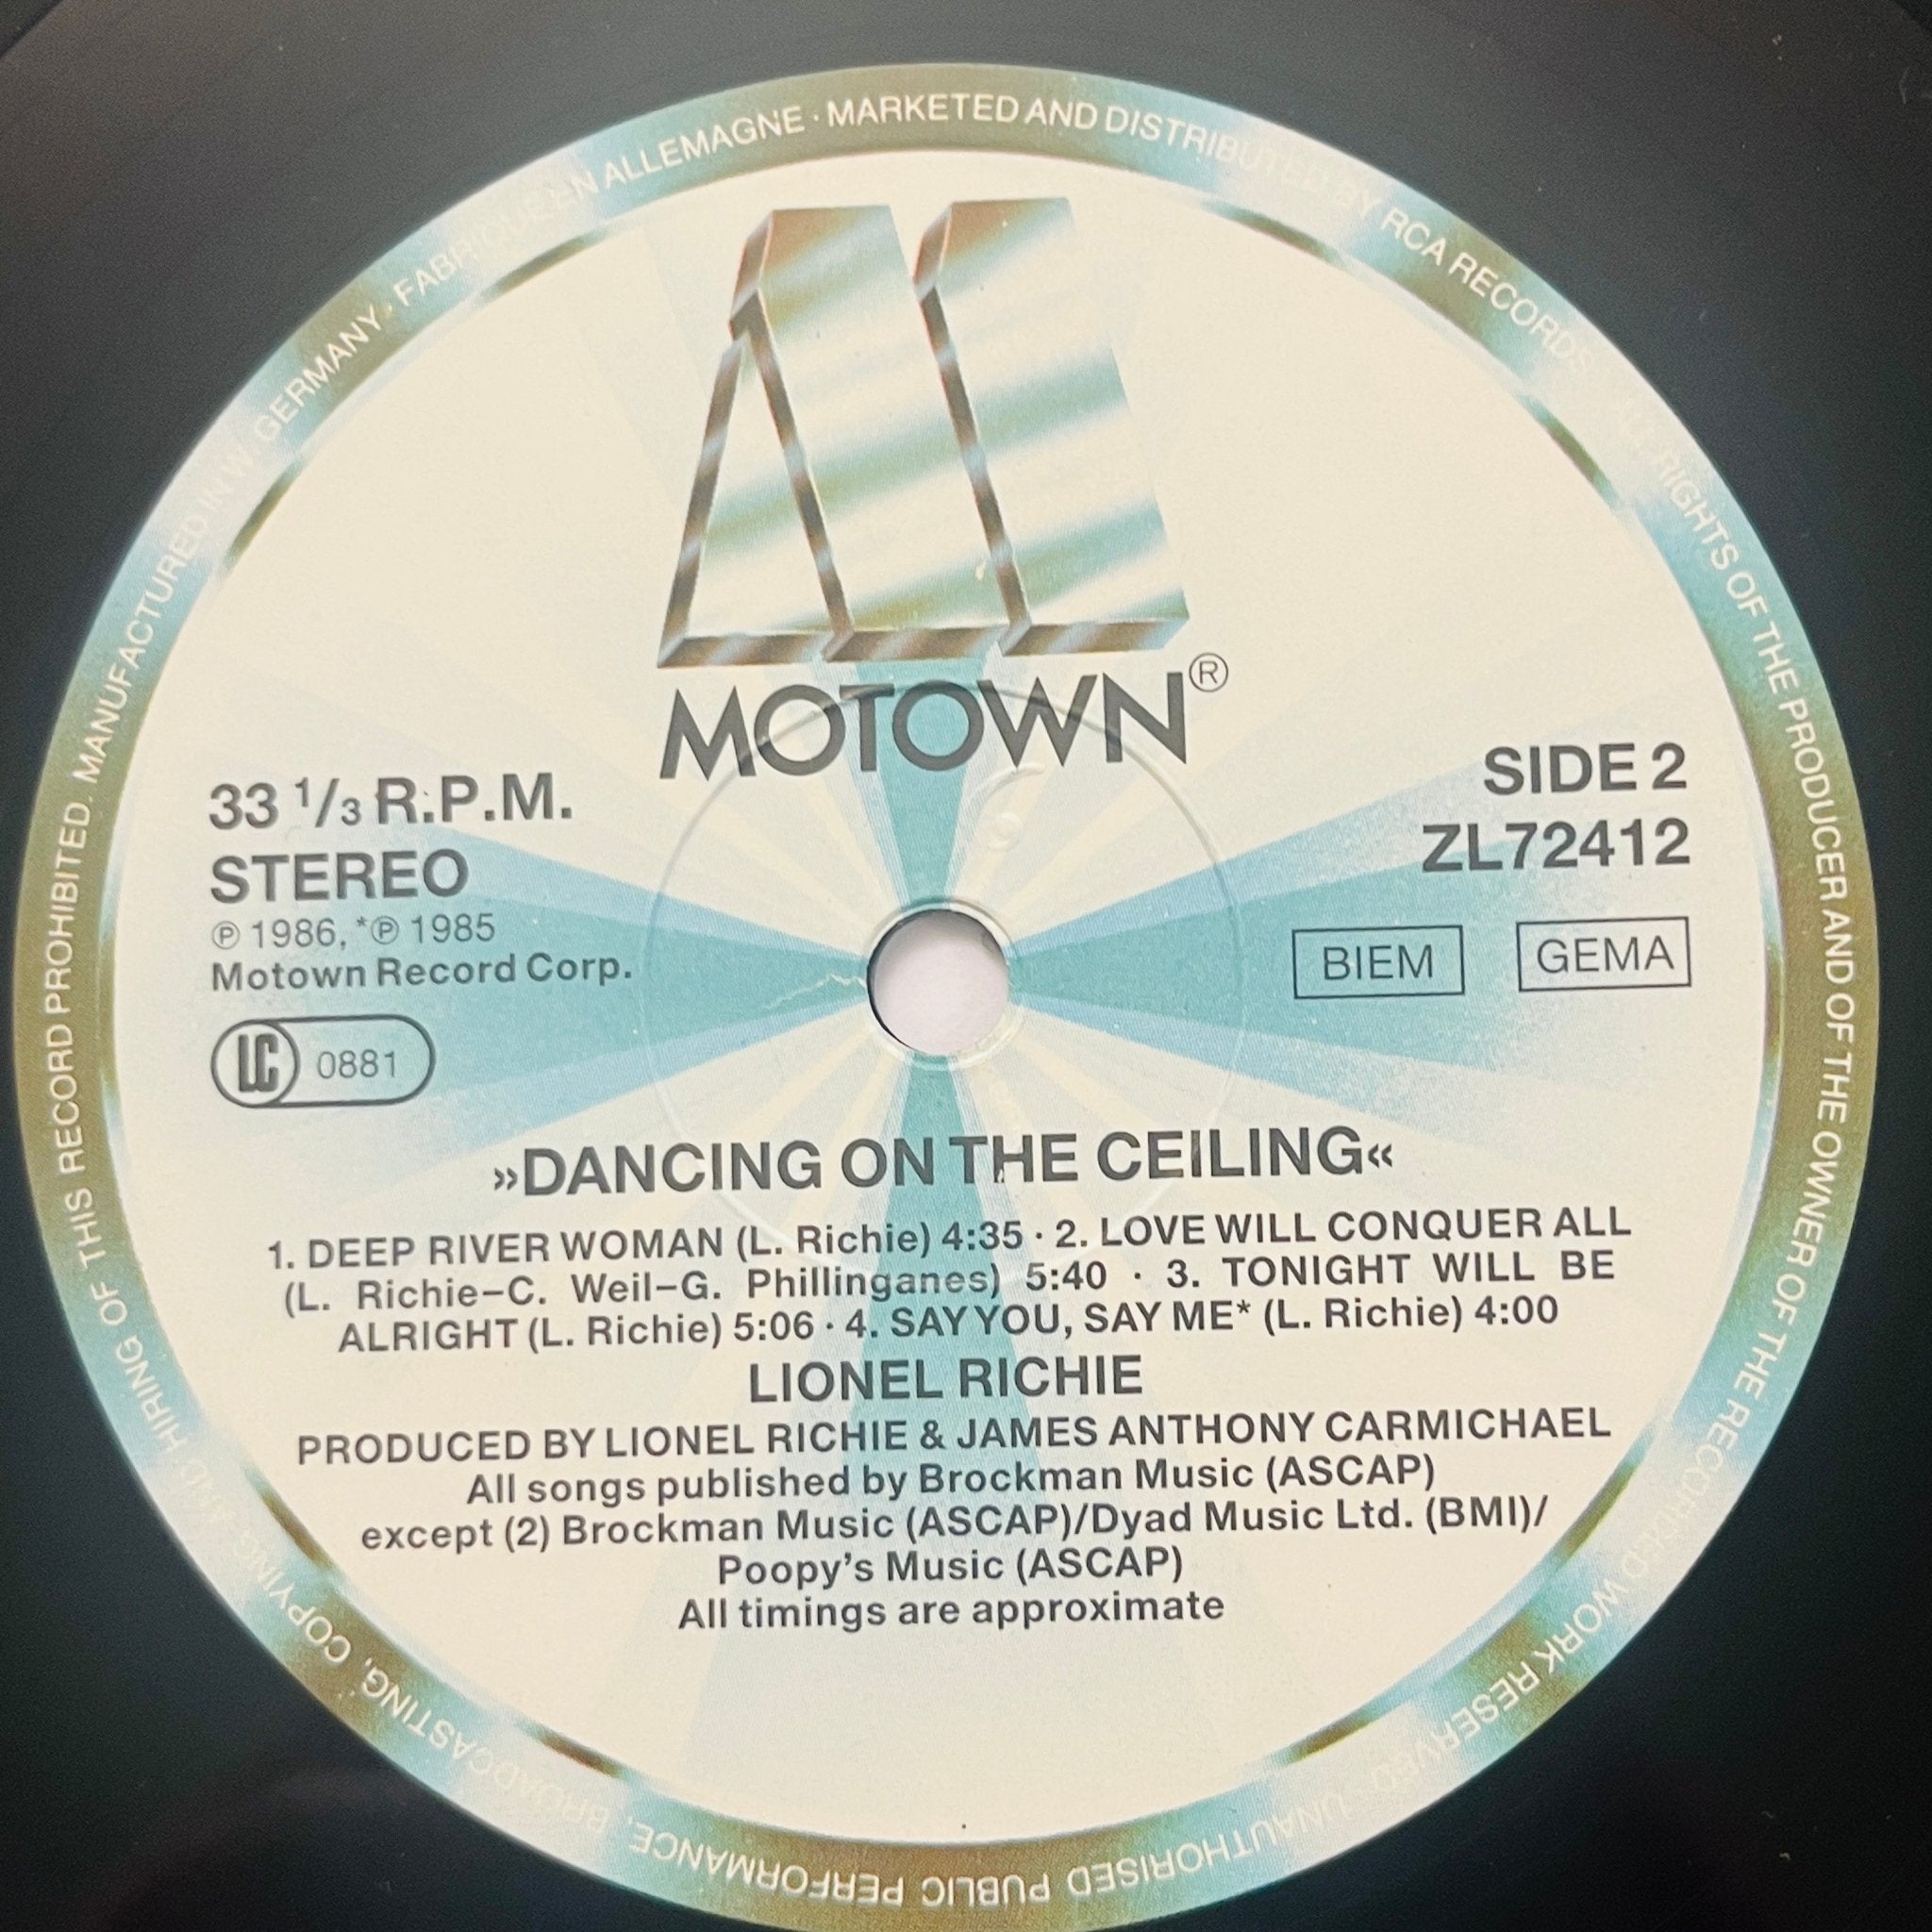 MANUFACTURED IN W. GERMANY · FABRIQUE EN ALLEMAGNE · MARKETED AND DISTRIBUTED BY RCA RECORDS · ALL RIGHTS OF THE PRODUCER AND OF THE OWNER OF THE RECORDED WORK RESERVED · UNAUTHORISED PUBLIC PERFORMANCE, BROADCASTING, COPYING, AND HIRING OF THIS RECORD PROHIBITED.
MOTOWN®
33 1/3 R.P.M.
STEREO
℗ 1986, *℗ 1985
Motown Record Corp.
LC 0881
SIDE 2
ZL72412
BIEM GEMA
»DANCING ON THE CEILING«
1. DEEP RIVER WOMAN (L. Richie) 4:35 · 2. LOVE WILL CONQUER ALL
(L. Richie–C. Weil–G. Phillinganes) 5:40 · 3. TONIGHT WILL BE
ALRIGHT (L. Richie) 5:06 · 4. SAY YOU, SAY ME* (L. Richie) 4:00
LIONEL RICHIE
PRODUCED BY LIONEL RICHIE & JAMES ANTHONY CARMICHAEL
All songs published by Brockman Music (ASCAP)
except (2) Brockman Music (ASCAP)/Dyad Music Ltd. (BMI)/
Poopy's Music (ASCAP)
All timings are approximate